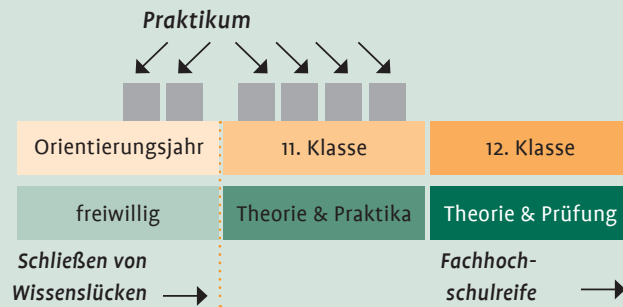 Praktikum
Orientierungsjahr
11. Klasse
12. Klasse
freiwillig
Theorie & Praktika
Theorie & Prüfung
Schließen von
Wissenslücken
Fachhoch-
schulreife